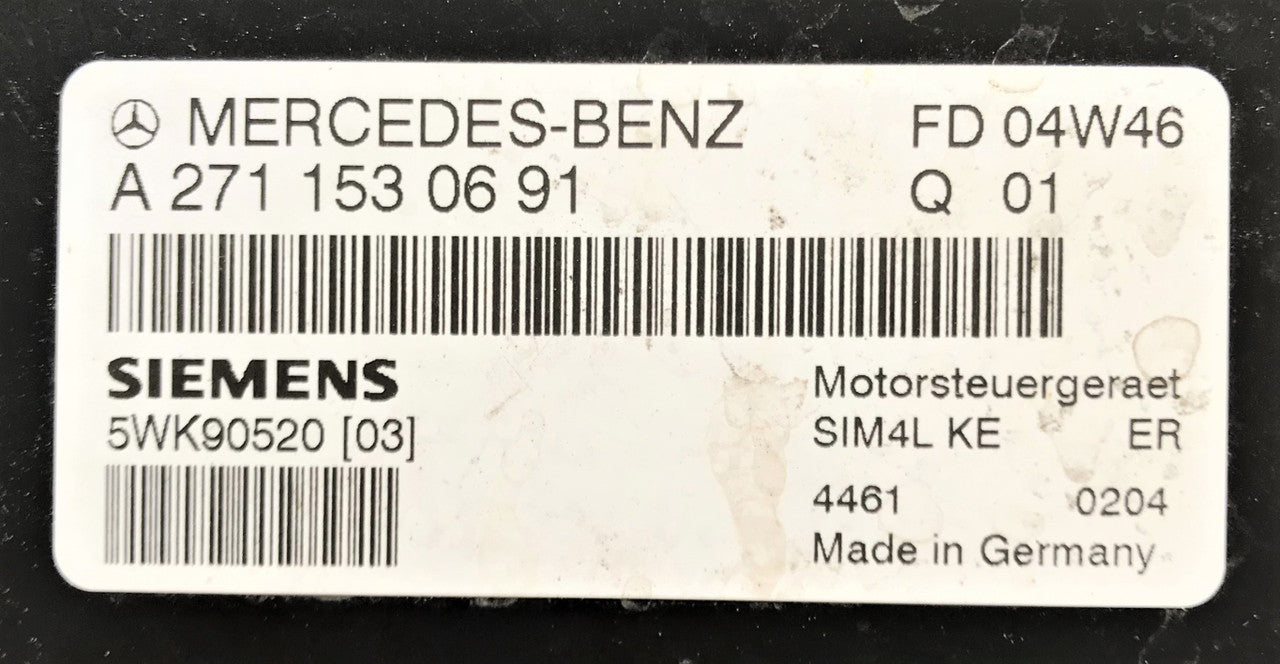 MERCEDES-BENZ FD 04W46
A 271 153 06 91 Q 01
SIEMENS
5WK90520 [03]
Motorsteuergeraet
SIM4L KE ER
4461 0204
Made in Germany